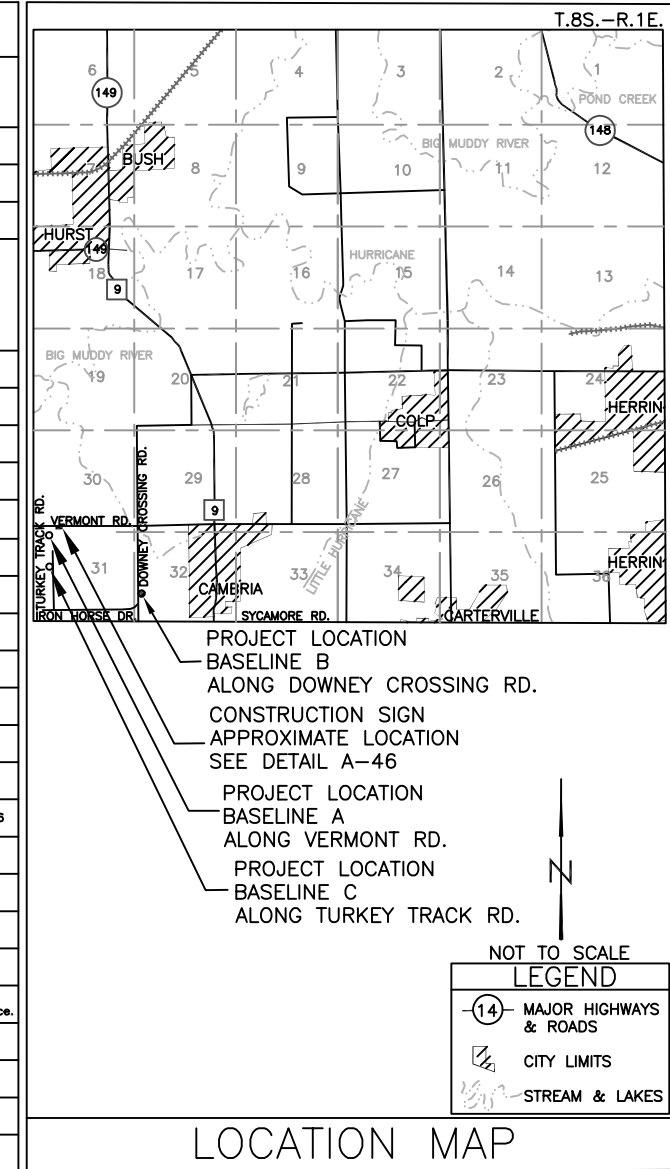 T.8S.-R.1E.
6
5
4
3
2
1
149
POND CREEK
148
BUSH
BIG MUDDY RIVER
7
8
9
10
11
12
HURST
149
HURRICANE
18
17
16
15
14
13
9
BIG MUDDY RIVER
19
20
21
22
23
24
HERRIN
COLP
DOWNEY CROSSING RD.
30
29
28
27
26
25
9
TURKEY TRACK RD.
VERMONT RD.
LITTLE HURRICANE
31
32
33
34
35
36
HERRIN
CAMBRIA
IRON HORSE DR.
SYCAMORE RD.
CARTERVILLE
PROJECT LOCATION
BASELINE B
ALONG DOWNEY CROSSING RD.
CONSTRUCTION SIGN
APPROXIMATE LOCATION
SEE DETAIL A-46
PROJECT LOCATION
BASELINE A
ALONG VERMONT RD.
PROJECT LOCATION
BASELINE C
ALONG TURKEY TRACK RD.
N
NOT TO SCALE
LEGEND
14 MAJOR HIGHWAYS
& ROADS
CITY LIMITS
STREAM & LAKES
LOCATION MAP
6
ce.